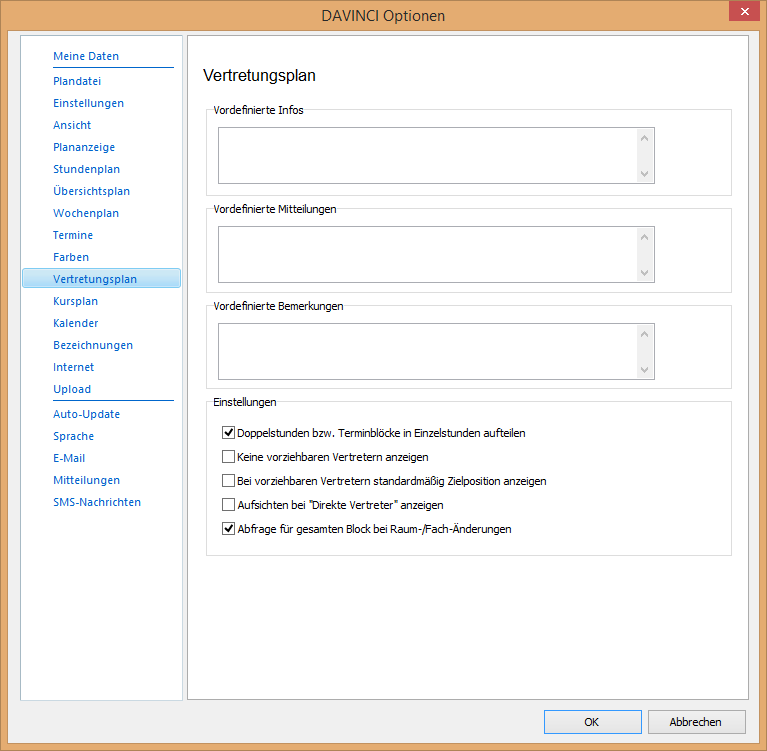 DAVINCI Optionen
Meine Daten
Plandatei
Einstellungen
Ansicht
Plananzeige
Stundenplan
Übersichtsplan
Wochenplan
Termine
Farben
Vertretungsplan
Kursplan
Kalender
Bezeichnungen
Internet
Upload
Auto-Update
Sprache
E-Mail
Mitteilungen
SMS-Nachrichten
Vertretungsplan
Vordefinierte Infos
Vordefinierte Mitteilungen
Vordefinierte Bemerkungen
Einstellungen
Doppelstunden bzw. Terminblöcke in Einzelstunden aufteilen
Keine vorziehbaren Vertretern anzeigen
Bei vorziehbaren Vertretern standardmäßig Zielposition anzeigen
Aufsichten bei "Direkte Vertreter" anzeigen
Abfrage für gesamten Block bei Raum-/Fach-Änderungen
OK
Abbrechen